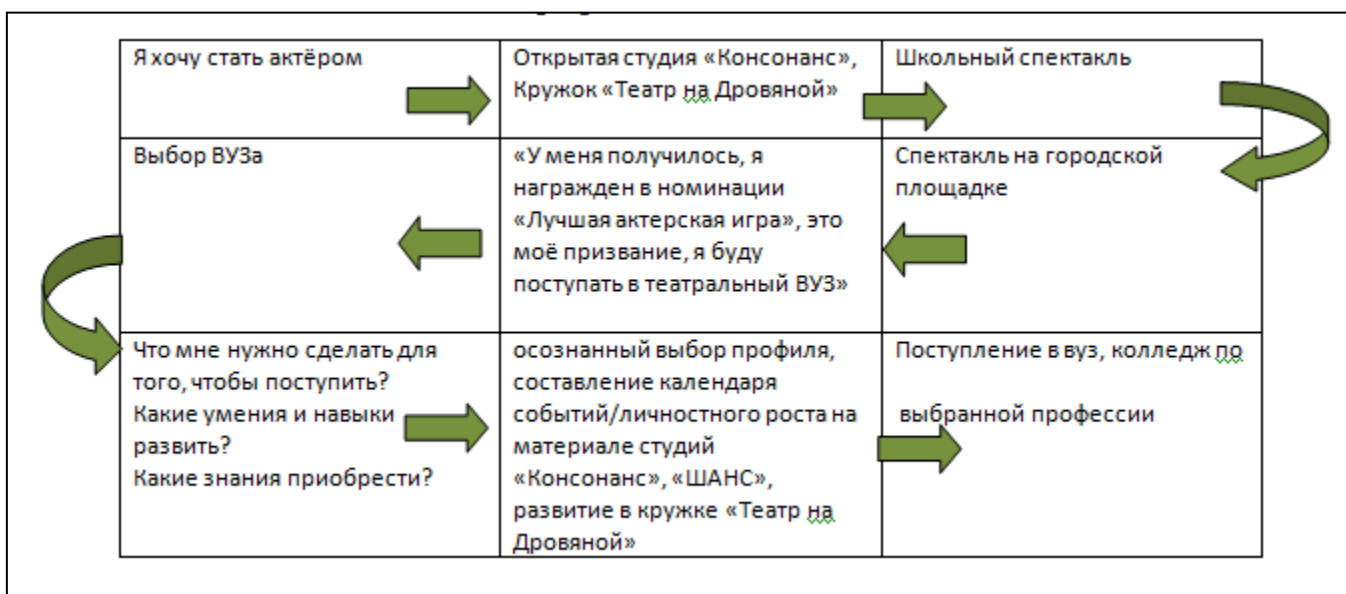 Я хочу стать актёром
Открытая студия «Консонанс»,
Кружок «Театр на Дровяной»
Школьный спектакль
Выбор ВУЗа
«У меня получилось, я
награжден в номинации
«Лучшая актерская игра», это
моё призвание, я буду
поступать в театральный ВУЗ»
Спектакль на городской
площадке
Что мне нужно сделать для
того, чтобы поступить?
Какие умения и навыки
развить?
Какие знания приобрести?
осознанный выбор профиля,
составление календаря
событий/личностного роста на
материале студий
«Консонанс», «ШАНС»,
развитие в кружке «Театр на
Дровяной»
Поступление в вуз, колледж по
выбранной профессии